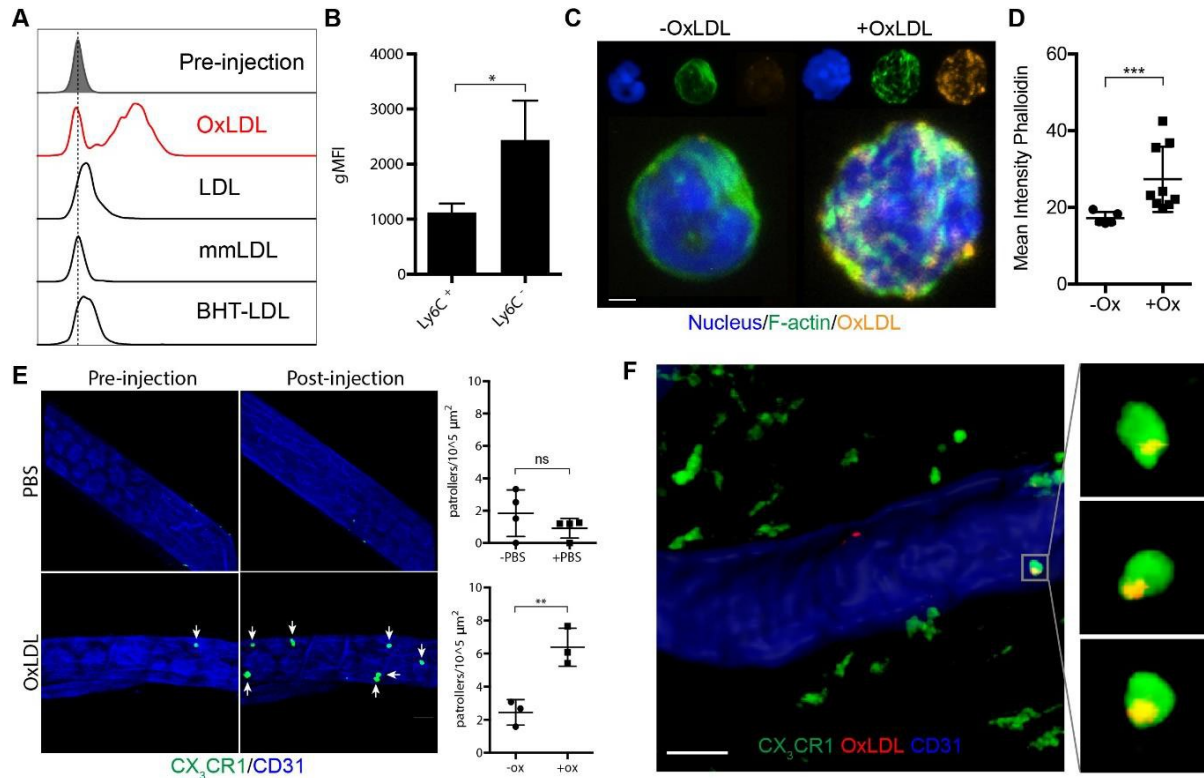 A
Pre-injection
OxLDL
LDL
mmLDL
BHT-LDL
B
4000
3000
2000
1000
0
gMFI
*
Ly6C +
Ly6C -
C
-OxLDL
+OxLDL
Nucleus/F-actin/OxLDL
D
60
40
20
0
Mean Intensity Phalloidin
***
-Ox
+Ox
E
Pre-injection
Post-injection
PBS
OxLDL
CX3CR1/CD31
10
8
6
4
2
0
patrollers/10^5 µm²
ns
-PBS
+PBS
10
8
6
4
2
0
patrollers/10^5 µm²
**
-ox
+ox
F
CX3CR1 OxLDL CD31